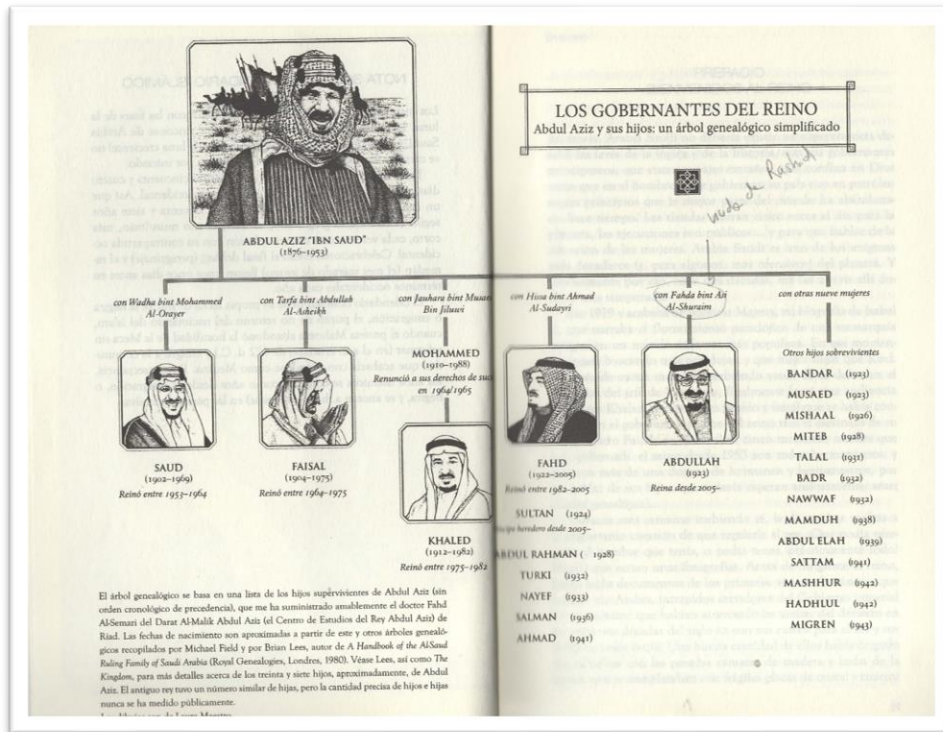 LOS GOBERNANTES DEL REINO
Abdul Aziz y sus hijos: un árbol genealógico simplificado
de Rashid
ABDUL AZIZ "IBN SAUD"
(1876-1953)
con Wadha bint Mohammed
Al-Orayer
SAUD
(1902-1969)
Reinó entre 1953-1964
con Tarfa bint Abdullah
Al-Asheikh
FAISAL
(1904-1975)
Reinó entre 1964-1975
con Jauhara bint Musae
Bin Jiluwi
MOHAMMED
(1910-1988)
Renunció a sus derechos de
en 1964/1965
KHALED
(1912-1982)
Reinó entre 1975-1982
con Hissa bint Ahmad
Al-Sudayri
FAHD
(1922-2005)
Reinó entre 1982-2005
SULTAN (1924)
heredero desde 2005-
ABDUL RAHMAN ( 1928)
TURKI (1932)
NAYEF (1933)
SALMAN (1936)
AHMAD (1941)
con Fahda bint Asi
Al-Shuraim
ABDULLAH
(1923)
Reina desde 2005-
con otras nueve mujeres
Otros hijos sobrevivientes
BANDAR (1923)
MUSAED (1923)
MISHAAL (1926)
MITEB (1928)
TALAL (1931)
BADR (1932)
NAWWAF (1932)
MAMDUH (1938)
ABDUL ELAH (1939)
SATTAM (1941)
MASHHUR (1942)
HADHLUL (1942)
MIGREN (1943)
El árbol genealógico se basa en una lista de los hijos supervivientes de Abdul Aziz (sin
orden cronológico de precedencia), que me ha suministrado amablemente el doctor Fahd
Al-Semari del Darat Al-Malik Abdul Aziz (el Centro de Estudios del Rey Abdul Aziz) de
Riad. Las fechas de nacimiento son aproximadas a partir de este y otros árboles genealó-
gicos recopilados por Michael Field y por Brian Lees, autor de A Handbook of the Al-Saud
Ruling Family of Saudi Arabia (Royal Genealogies, Londres, 1980). Véase Lees, así como The
Kingdom, para más detalles acerca de los treinta y siete hijos, aproximadamente, de Abdul
Aziz. El antiguo rey tuvo un número similar de hijas, pero la cantidad precisa de hijos e hijas
nunca se ha medido públicamente.